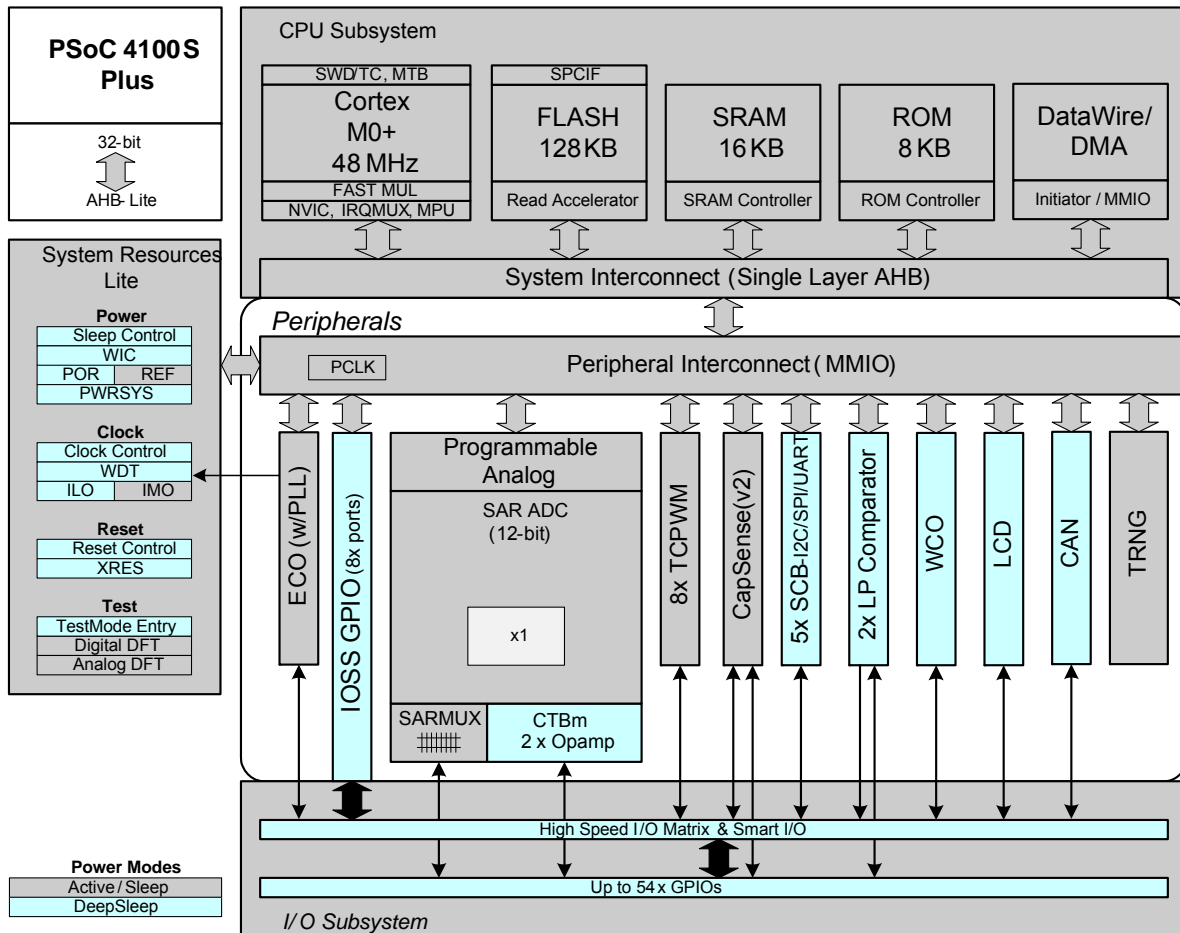 PSoC 4100S
Plus
32-bit
AHB-Lite
CPU Subsystem
SWD/TC, MTB
Cortex
M0+
48 MHz
FAST MUL
NVIC, IRQMUX, MPU
SPCIF
FLASH
128KB
Read Accelerator
SRAM
16 KB
SRAM Controller
ROM
8 KB
ROM Controller
DataWire/
DMA
Initiator / MMIO
System Interconnect (Single Layer AHB)
System Resources
Lite
Power
Sleep Control
WIC
POR
REF
PWRSYS
Clock
Clock Control
WDT
ILO
IMO
Reset
Reset Control
XRES
Test
TestMode Entry
Digital DFT
Analog DFT
Peripherals
PCLK
Peripheral Interconnect (MMIO)
ECO (w/PLL)
IOSS GPIO (8x ports)
Programmable
Analog
SAR ADC
(12-bit)
x1
SARMUX
CTBm
2 x Opamp
8x TCPWM
CapSense(v2)
5x SCB-I2C/SPI/UART
2x LP Comparator
WCO
LCD
CAN
TRNG
High Speed I/O Matrix & Smart I/O
Up to 54x GPIOs
I/O Subsystem
Power Modes
Active/Sleep
DeepSleep